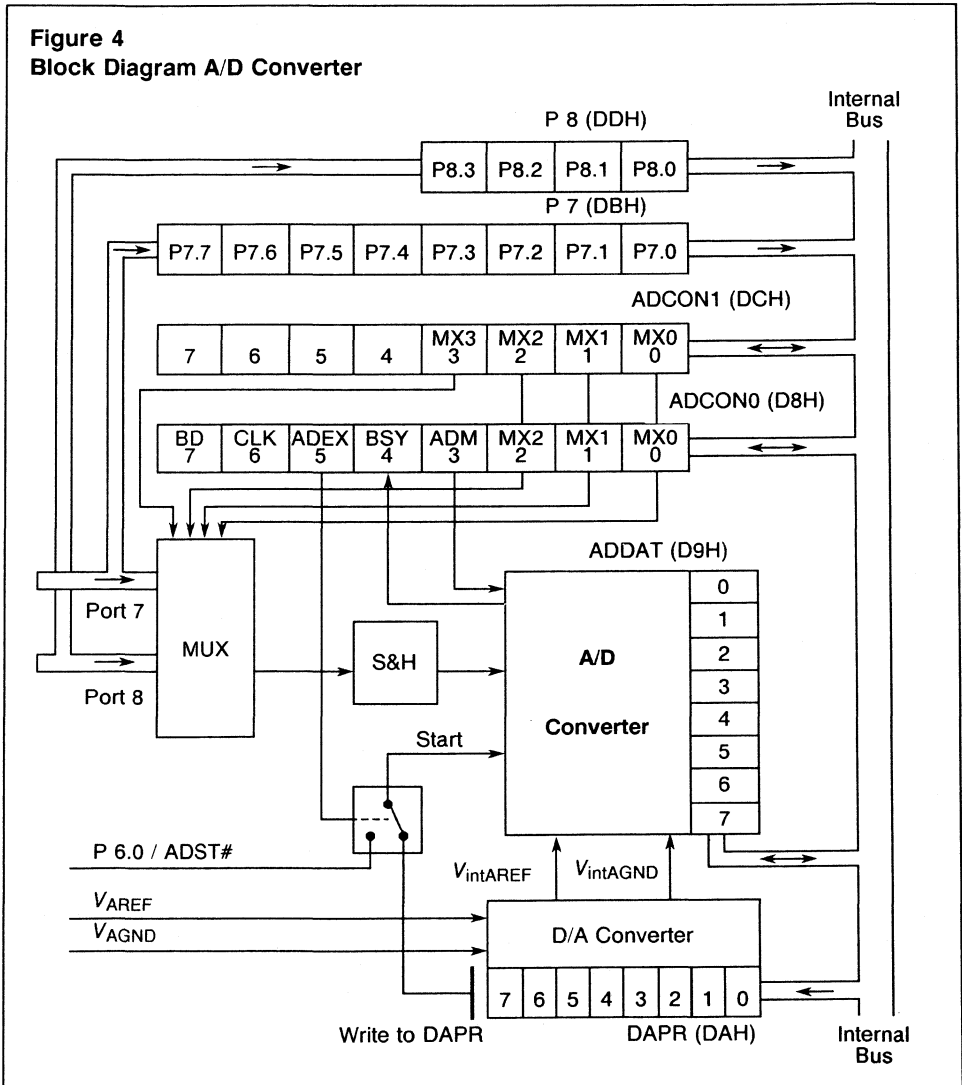 Figure 4
Block Diagram A/D Converter
Internal
Bus
P 8 (DDH)
P8.3 P8.2 P8.1 P8.0
P 7 (DBH)
P7.7 P7.6 P7.5 P7.4 P7.3 P7.2 P7.1 P7.0
ADCON1 (DCH)
MX3 MX2 MX1 MX0
7 6 5 4 3 2 1 0
ADCON0 (D8H)
BD CLK ADEX BSY ADM MX2 MX1 MX0
7 6 5 4 3 2 1 0
ADDAT (D9H)
Port 7
MUX
Port 8
S&H
A/D
Converter
0
1
2
3
4
5
6
7
Start
P 6.0 / ADST#
VintAREF VintAGND
VAREF
VAGND
D/A Converter
7 6 5 4 3 2 1 0
Write to DAPR
DAPR (DAH)
Internal
Bus